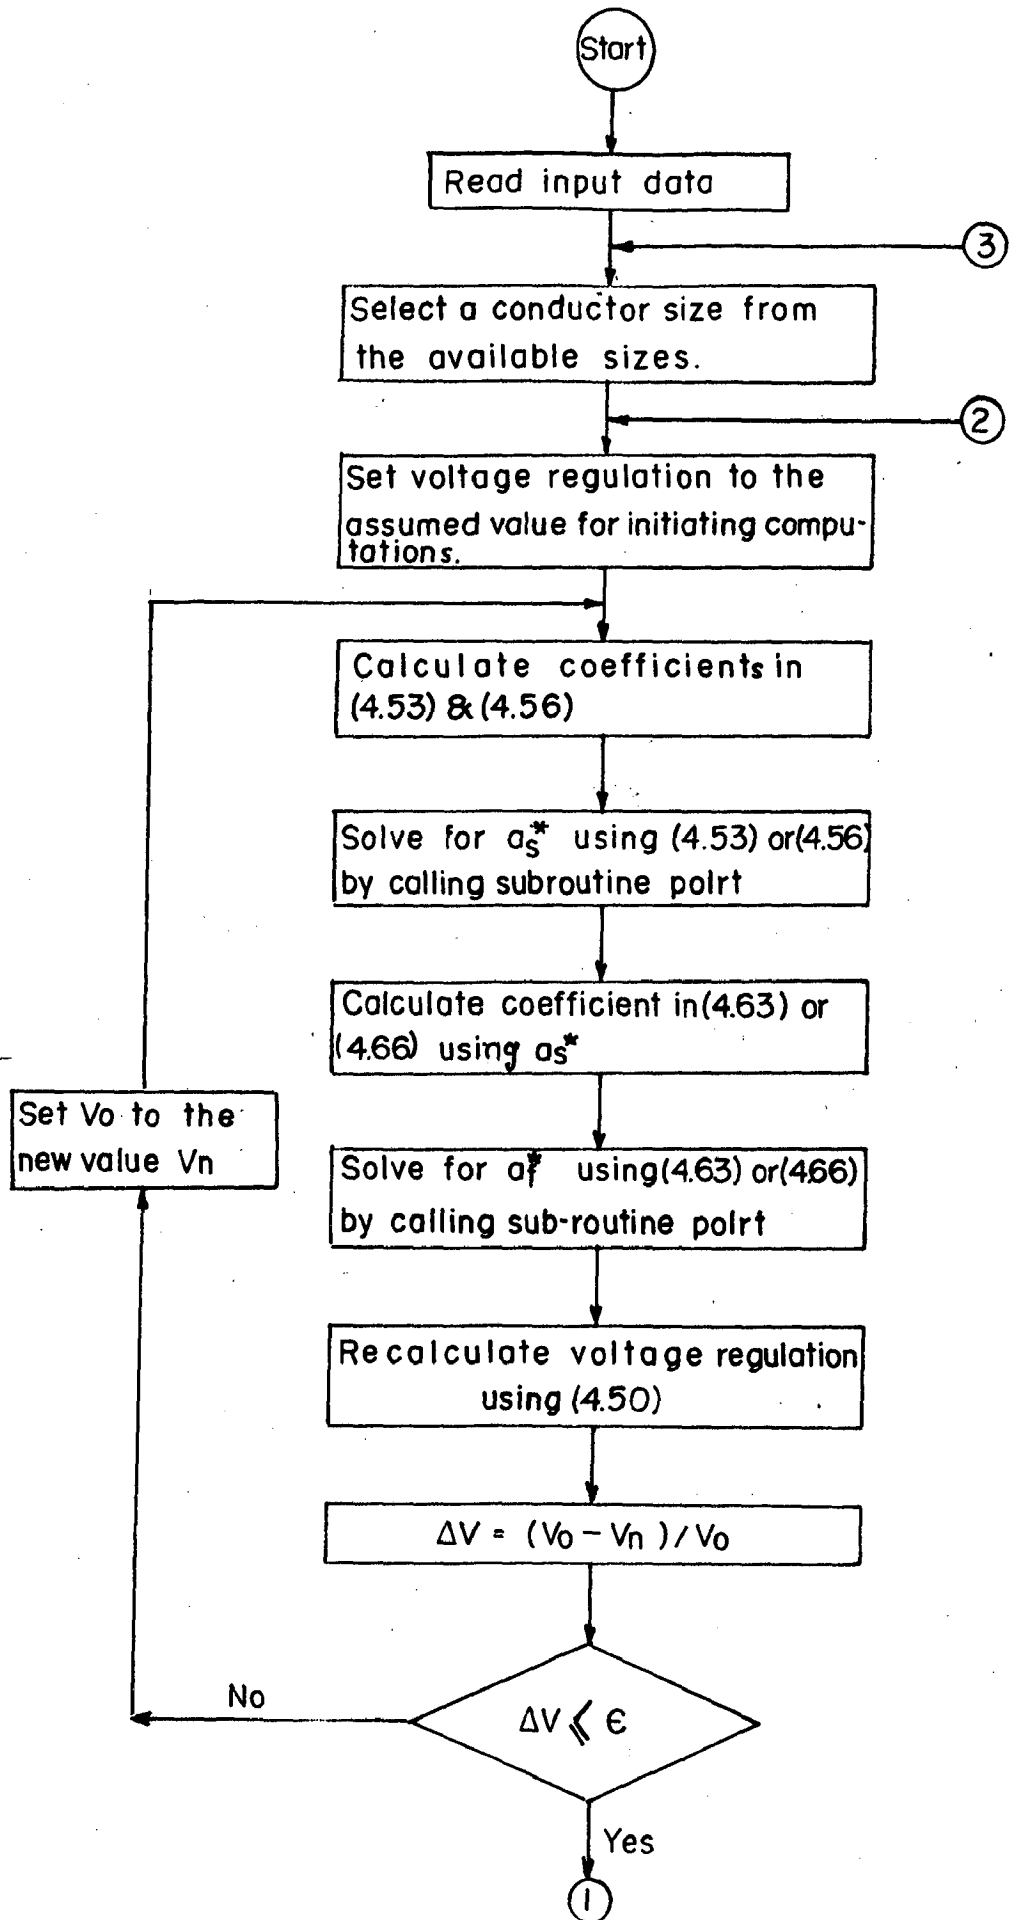 Start
Read input data
3
Select a conductor size from
the available sizes.
2
Set voltage regulation to the
assumed value for initiating compu-
tations.
Calculate coefficients in
(4.53) & (4.56)
Solve for as* using (4.53) or (4.56)
by calling subroutine polrt
Calculate coefficient in (4.63) or
(4.66) using as*
Set Vo to the
new value Vn
Solve for af* using (4.63) or (4.66)
by calling sub-routine polrt
Recalculate voltage regulation
using (4.50)
ΔV = (Vo - Vn) / Vo
No
ΔV ⩽ ϵ
Yes
1